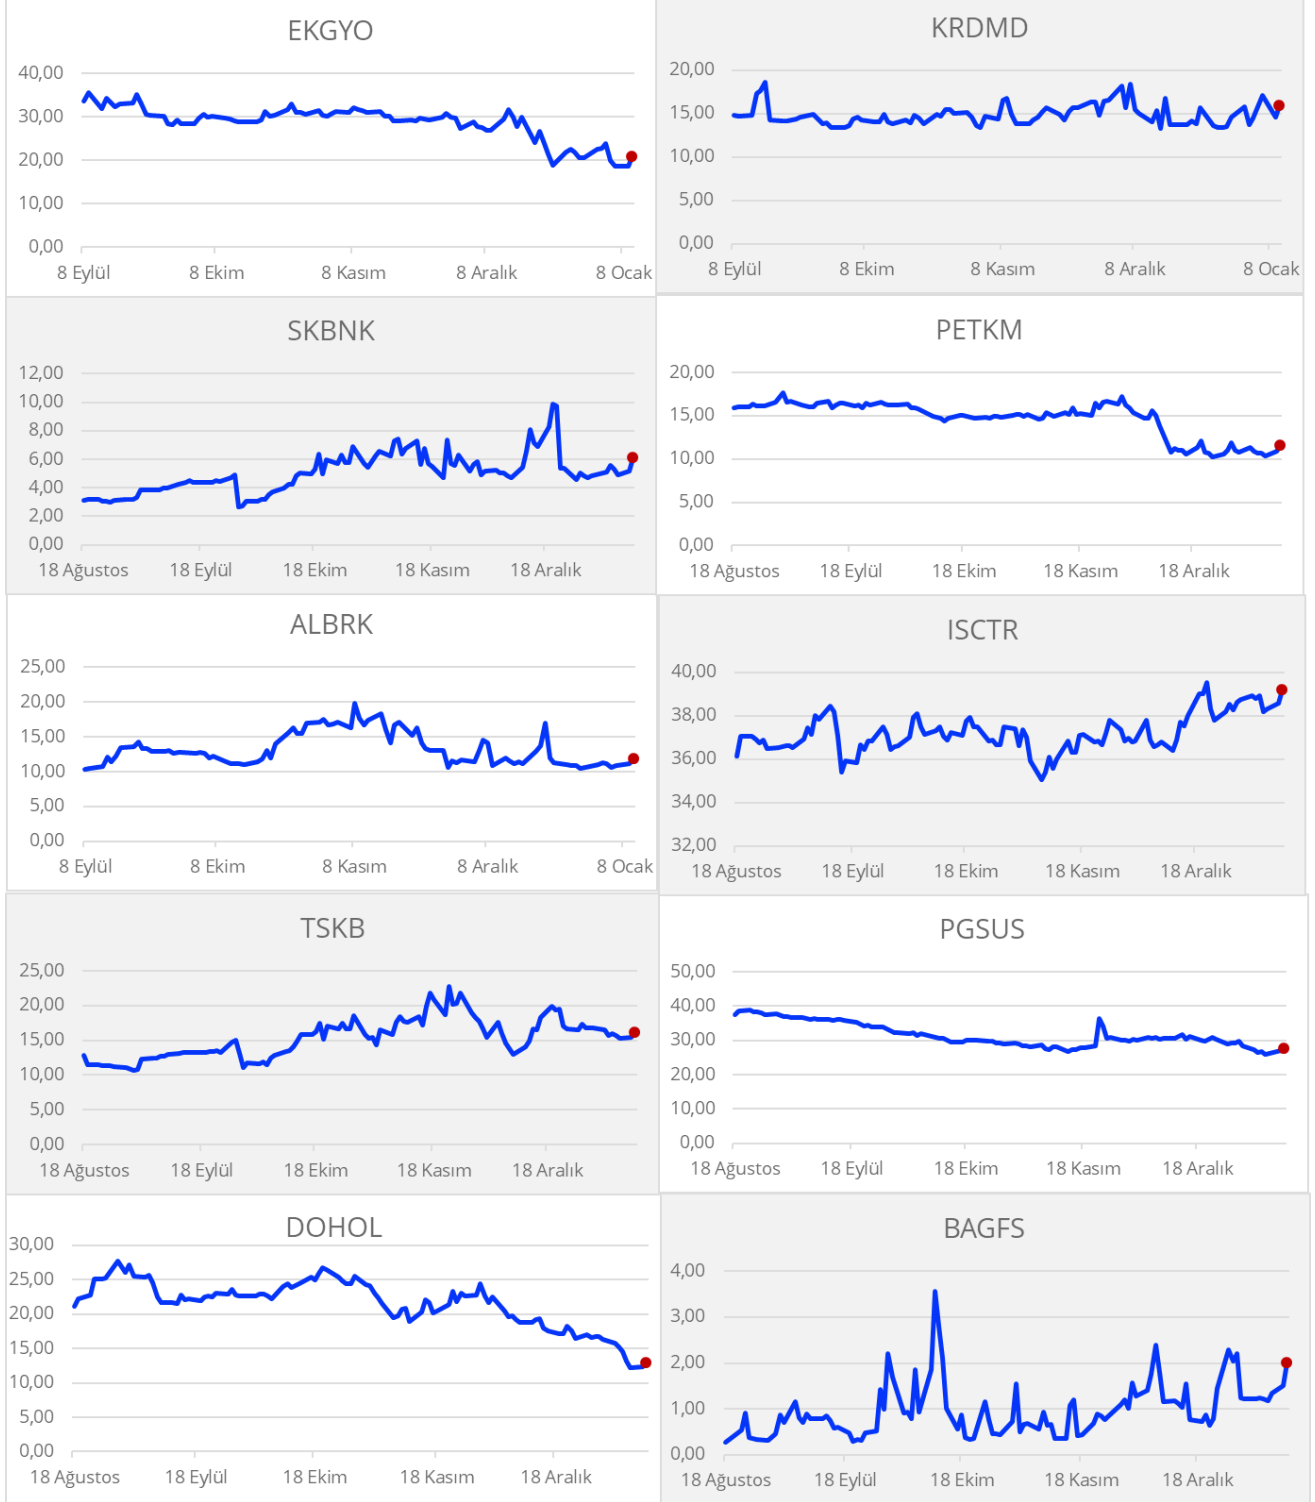 EKGYO
40,00
30,00
20,00
10,00
0,00
8 Eylül 8 Ekim 8 Kasım 8 Aralık 8 Ocak
KRDMD
20,00
15,00
10,00
5,00
0,00
8 Eylül 8 Ekim 8 Kasım 8 Aralık 8 Ocak
SKBNK
12,00
10,00
8,00
6,00
4,00
2,00
0,00
18 Ağustos 18 Eylül 18 Ekim 18 Kasım 18 Aralık
PETKM
20,00
15,00
10,00
5,00
0,00
18 Ağustos 18 Eylül 18 Ekim 18 Kasım 18 Aralık
ALBRK
25,00
20,00
15,00
10,00
5,00
0,00
8 Eylül 8 Ekim 8 Kasım 8 Aralık 8 Ocak
ISCTR
40,00
38,00
36,00
34,00
32,00
18 Ağustos 18 Eylül 18 Ekim 18 Kasım 18 Aralık
TSKB
25,00
20,00
15,00
10,00
5,00
0,00
18 Ağustos 18 Eylül 18 Ekim 18 Kasım 18 Aralık
PGSUS
50,00
40,00
30,00
20,00
10,00
0,00
18 Ağustos 18 Eylül 18 Ekim 18 Kasım 18 Aralık
DOHOL
30,00
25,00
20,00
15,00
10,00
5,00
0,00
18 Ağustos 18 Eylül 18 Ekim 18 Kasım 18 Aralık
BAGFS
4,00
3,00
2,00
1,00
0,00
18 Ağustos 18 Eylül 18 Ekim 18 Kasım 18 Aralık